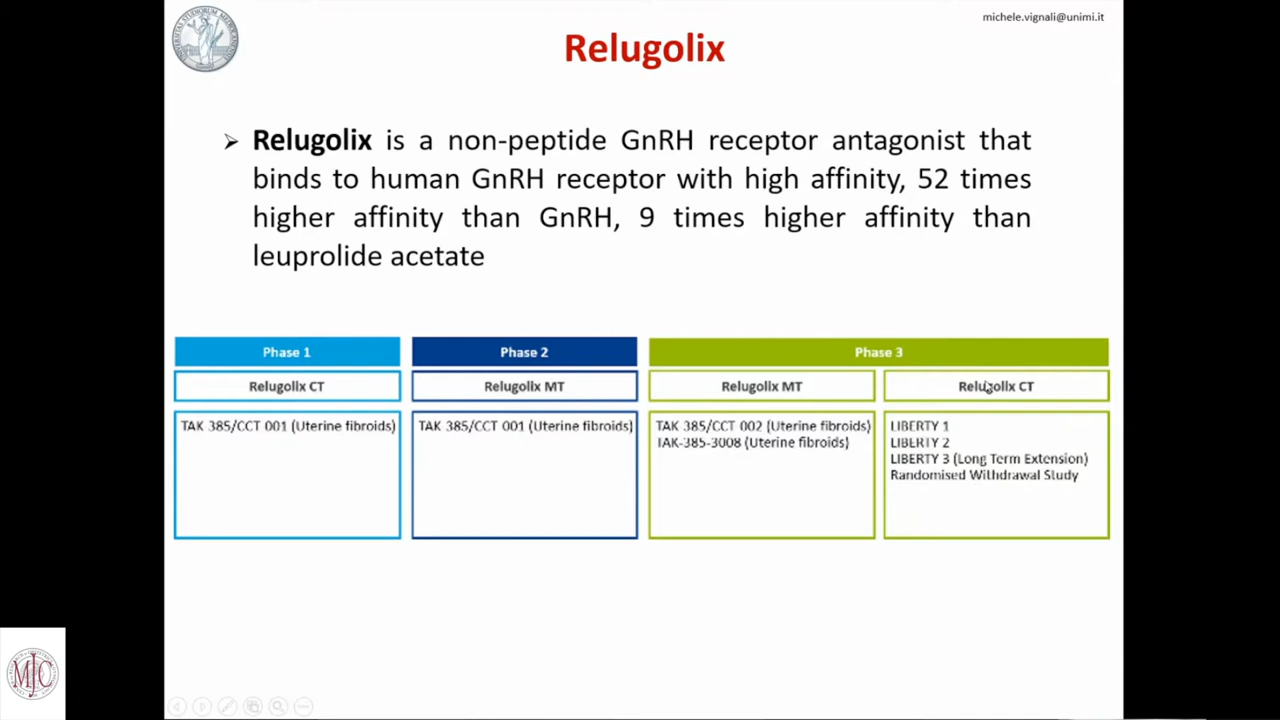 michele.vignali@unimi.it
Relugolix
➢ Relugolix is a non-peptide GnRH receptor antagonist that
binds to human GnRH receptor with high affinity, 52 times
higher affinity than GnRH, 9 times higher affinity than
leuprolide acetate
Phase 1
Relugolix CT
TAK 385/CCT 001 (Uterine fibroids)
Phase 2
Relugolix MT
TAK 385/CCT 001 (Uterine fibroids)
Phase 3
Relugolix MT
TAK 385/CCT 002 (Uterine fibroids)
TAK-385-3008 (Uterine fibroids)
Relugolix CT
LIBERTY 1
LIBERTY 2
LIBERTY 3 (Long Term Extension)
Randomised Withdrawal Study
MJC